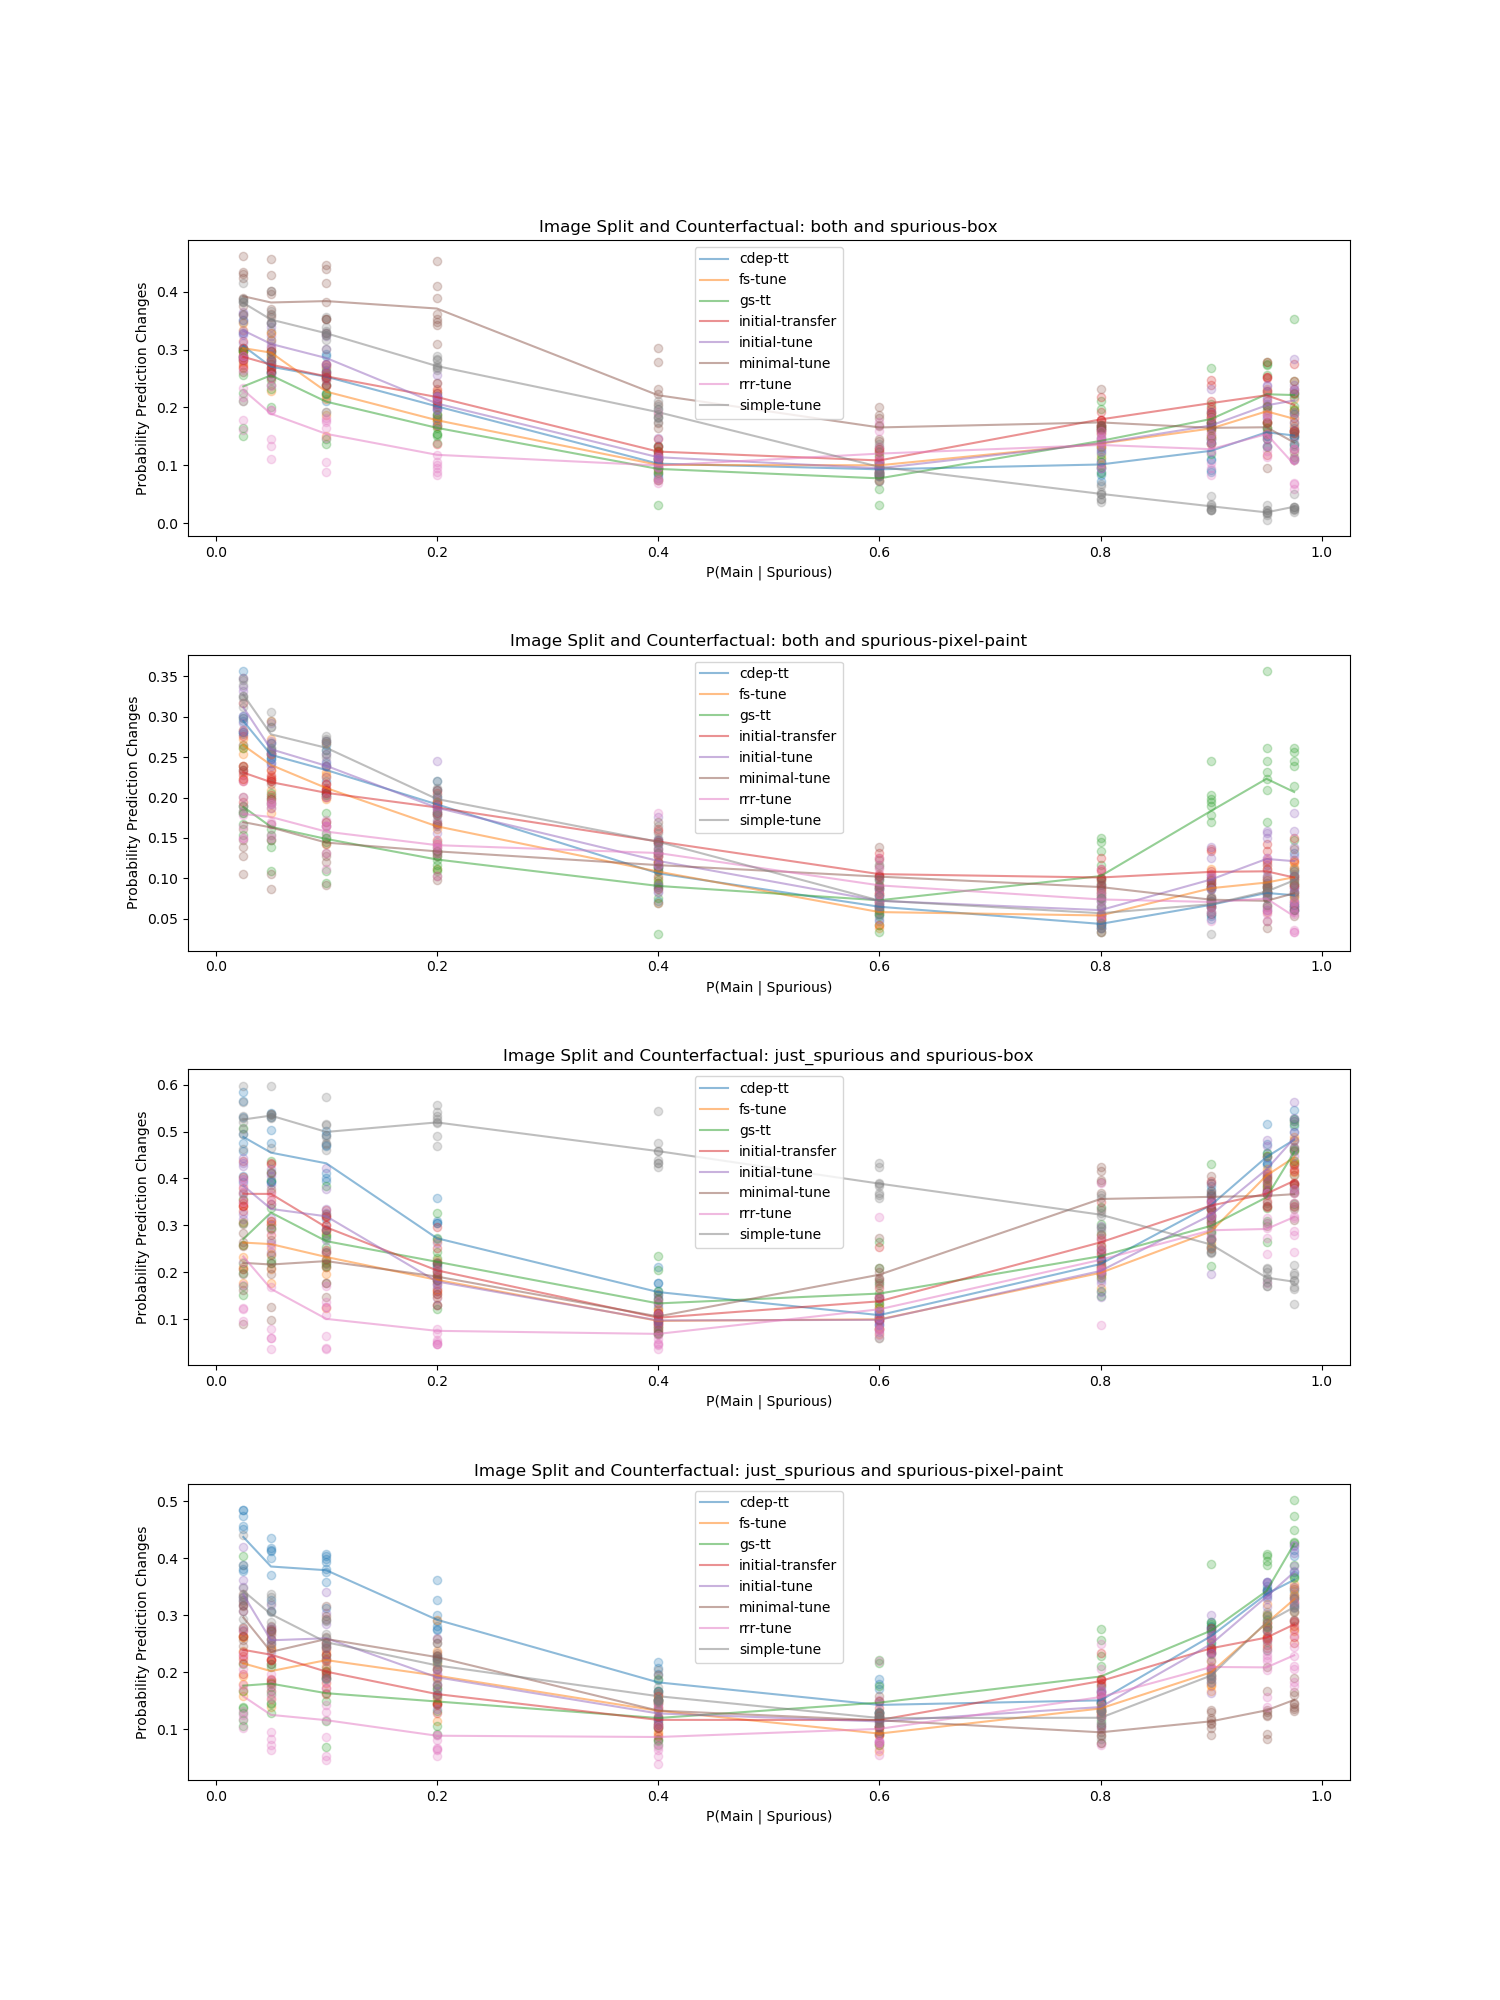 Image Split and Counterfactual: both and spurious-box
Probability Prediction Changes
0.4
0.3
0.2
0.1
0.0
cdep-tt
fs-tune
gs-tt
initial-transfer
initial-tune
minimal-tune
rrr-tune
simple-tune
0.0 0.2 0.4 0.6 0.8 1.0
P(Main | Spurious)
Image Split and Counterfactual: both and spurious-pixel-paint
Probability Prediction Changes
0.35
0.30
0.25
0.20
0.15
0.10
0.05
cdep-tt
fs-tune
gs-tt
initial-transfer
initial-tune
minimal-tune
rrr-tune
simple-tune
0.0 0.2 0.4 0.6 0.8 1.0
P(Main | Spurious)
Image Split and Counterfactual: just_spurious and spurious-box
Probability Prediction Changes
0.6
0.5
0.4
0.3
0.2
0.1
cdep-tt
fs-tune
gs-tt
initial-transfer
initial-tune
minimal-tune
rrr-tune
simple-tune
0.0 0.2 0.4 0.6 0.8 1.0
P(Main | Spurious)
Image Split and Counterfactual: just_spurious and spurious-pixel-paint
Probability Prediction Changes
0.5
0.4
0.3
0.2
0.1
cdep-tt
fs-tune
gs-tt
initial-transfer
initial-tune
minimal-tune
rrr-tune
simple-tune
0.0 0.2 0.4 0.6 0.8 1.0
P(Main | Spurious)